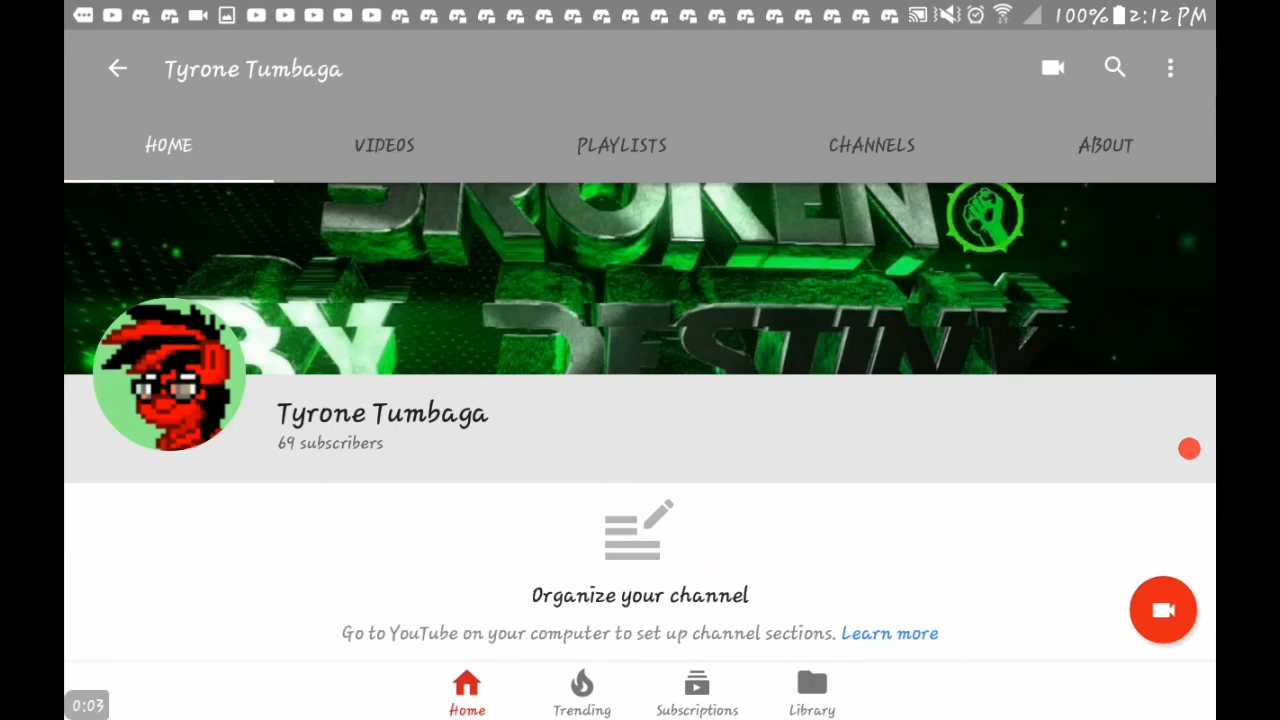 100% 2:12 PM
Tyrone Tumbaga
HOME VIDEOS PLAYLISTS CHANNELS ABOUT
BROKEN
BY DESTINY
Tyrone Tumbaga
69 subscribers
Organize your channel
Go to YouTube on your computer to set up channel sections. Learn more
Home Trending Subscriptions Library
0:03